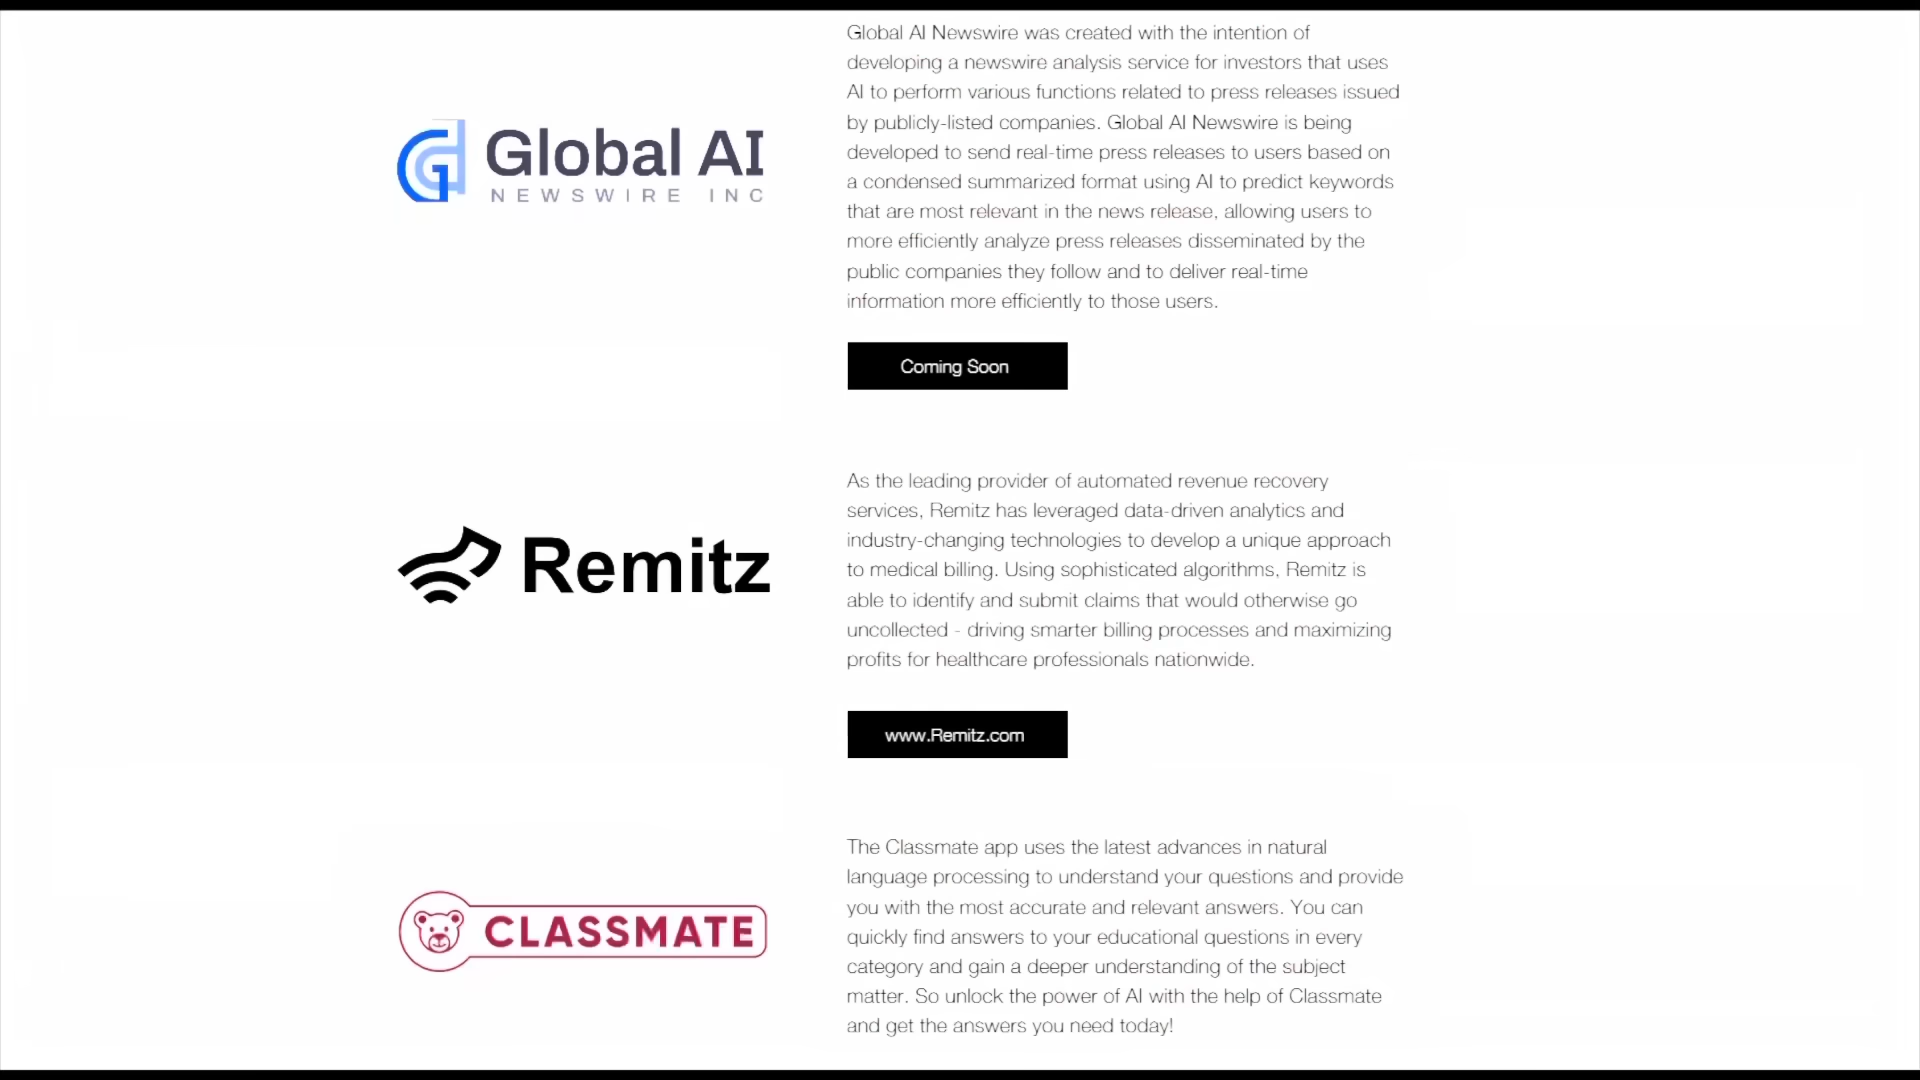 Global AI Newswire was created with the intention of
developing a newswire analysis service for investors that uses
AI to perform various functions related to press releases issued
by publicly-listed companies. Global AI Newswire is being
developed to send real-time press releases to users based on
a condensed summarized format using AI to predict keywords
that are most relevant in the news release, allowing users to
more efficiently analyze press releases disseminated by the
public companies they follow and to deliver real-time
information more efficiently to those users.
Global AI
NEWSWIRE INC
Coming Soon
As the leading provider of automated revenue recovery
services, Remitz has leveraged data-driven analytics and
industry-changing technologies to develop a unique approach
to medical billing. Using sophisticated algorithms, Remitz is
able to identify and submit claims that would otherwise go
uncollected - driving smarter billing processes and maximizing
profits for healthcare professionals nationwide.
Remitz
www.Remitz.com
The Classmate app uses the latest advances in natural
language processing to understand your questions and provide
you with the most accurate and relevant answers. You can
quickly find answers to your educational questions in every
category and gain a deeper understanding of the subject
matter. So unlock the power of AI with the help of Classmate
and get the answers you need today!
CLASSMATE